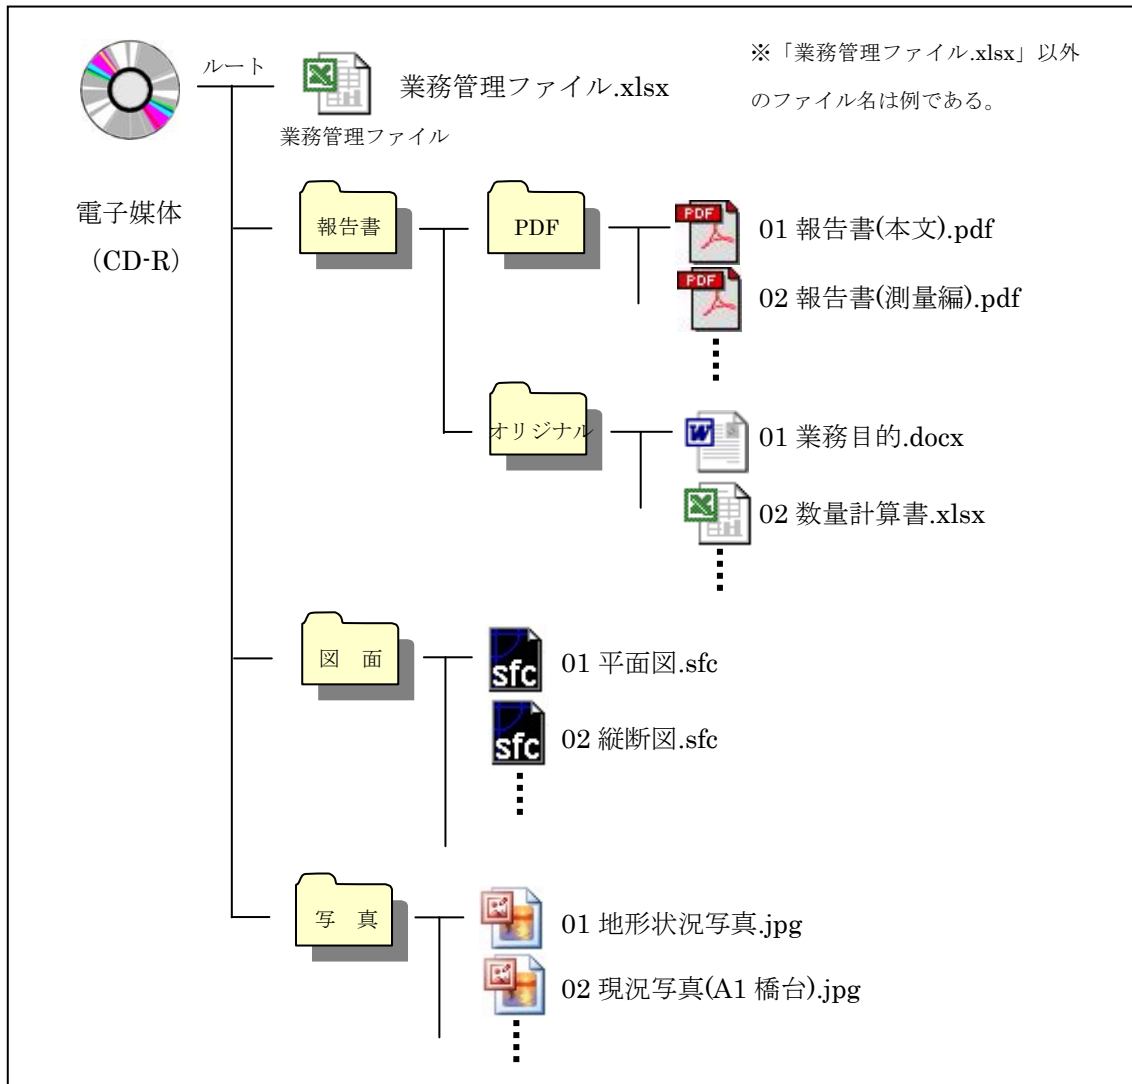 ルート
業務管理ファイル.xlsx
※「業務管理ファイル.xlsx」以外
のファイル名は例である。
業務管理ファイル
電子媒体
（CD-R）
報告書
PDF
PDF
01 報告書(本文).pdf
PDF
02 報告書(測量編).pdf
オリジナル
W
01 業務目的.docx
02 数量計算書.xlsx
図　面
sfc
01 平面図.sfc
sfc
02 縦断図.sfc
写　真
01 地形状況写真.jpg
02 現況写真(A1 橋台).jpg